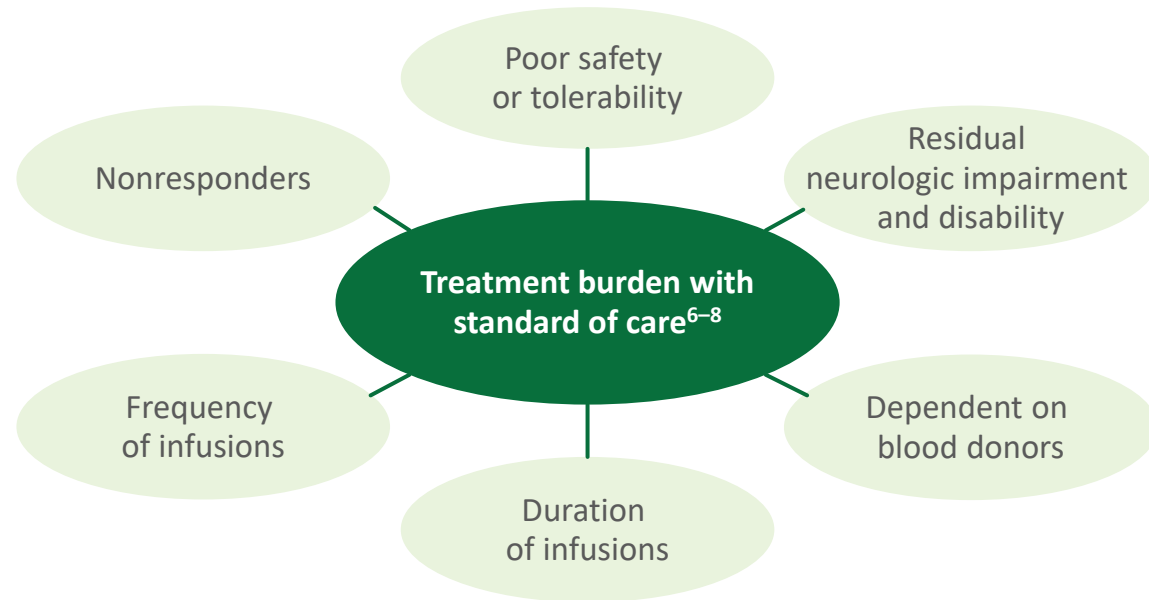 Poor safety
or tolerability
Nonresponders
Residual
neurologic impairment
and disability
Treatment burden with
standard of care⁶⁻⁸
Frequency
of infusions
Dependent on
blood donors
Duration
of infusions